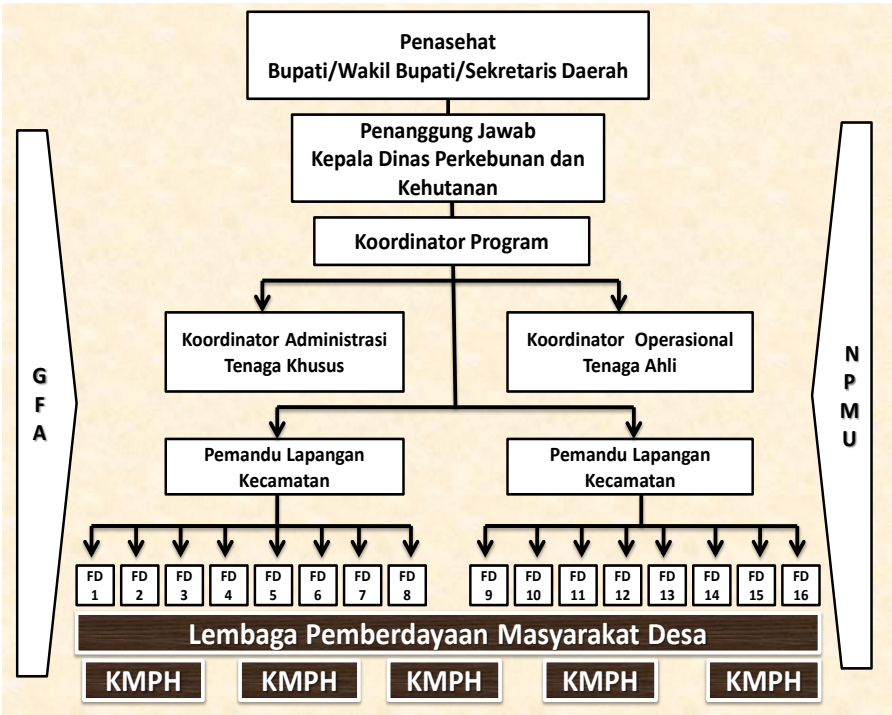 Penasehat
Bupati/Wakil Bupati/Sekretaris Daerah
Penanggung Jawab
Kepala Dinas Perkebunan dan
Kehutanan
Koordinator Program
Koordinator Administrasi
Tenaga Khusus
Koordinator Operasional
Tenaga Ahli
G
F
A
N
P
M
U
Pemandu Lapangan
Kecamatan
Pemandu Lapangan
Kecamatan
FD
1
FD
2
FD
3
FD
4
FD
5
FD
6
FD
7
FD
8
FD
9
FD
10
FD
11
FD
12
FD
13
FD
14
FD
15
FD
16
Lembaga Pemberdayaan Masyarakat Desa
KMPH
KMPH
KMPH
KMPH
KMPH